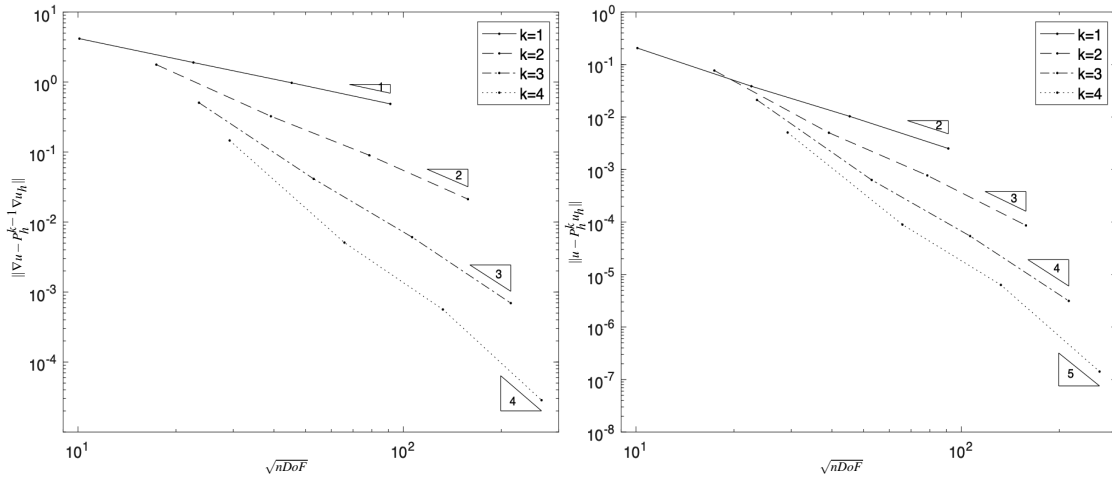 10^1
10^0
10^-1
10^-2
10^-3
10^-4
||∇u − P_h^{k−1} ∇u_h||
1
2
3
4
k=1
k=2
k=3
k=4
10^1
10^2
√nDoF
10^0
10^-1
10^-2
10^-3
10^-4
10^-5
10^-6
10^-7
10^-8
||u − P_h^k u_h||
2
3
4
5
k=1
k=2
k=3
k=4
10^1
10^2
√nDoF